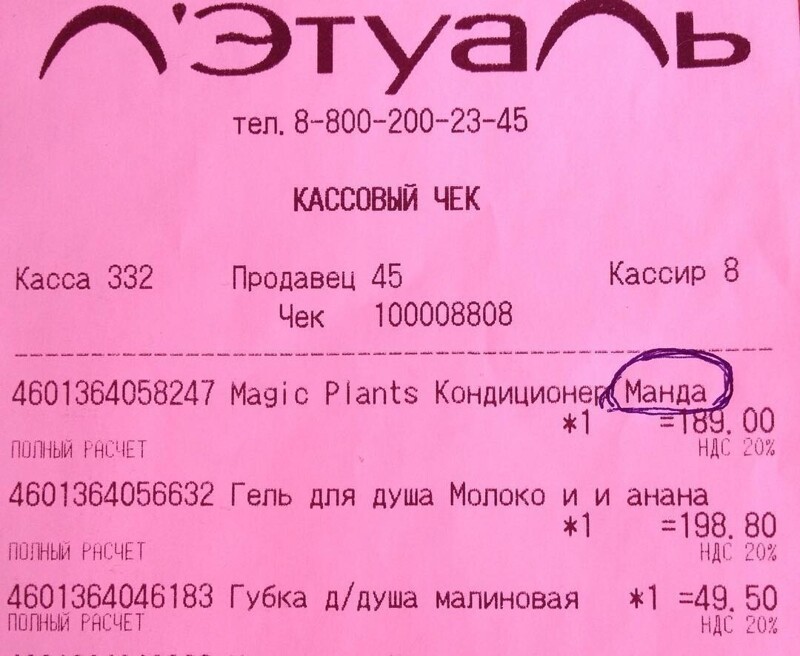 Л'Этуаль
тел. 8-800-200-23-45
КАССОВЫЙ ЧЕК
Касса 332 Продавец 45 Кассир 8
Чек 100008808
4601364058247 Magic Plants Кондиционер Манда
*1 =189.00
ПОЛНЫЙ РАСЧЕТ НДС 20%
4601364056632 Гель для душа Молоко и и анана
*1 =198.80
ПОЛНЫЙ РАСЧЕТ НДС 20%
4601364046183 Губка д/душа малиновая *1 =49.50
ПОЛНЫЙ РАСЧЕТ НДС 20%